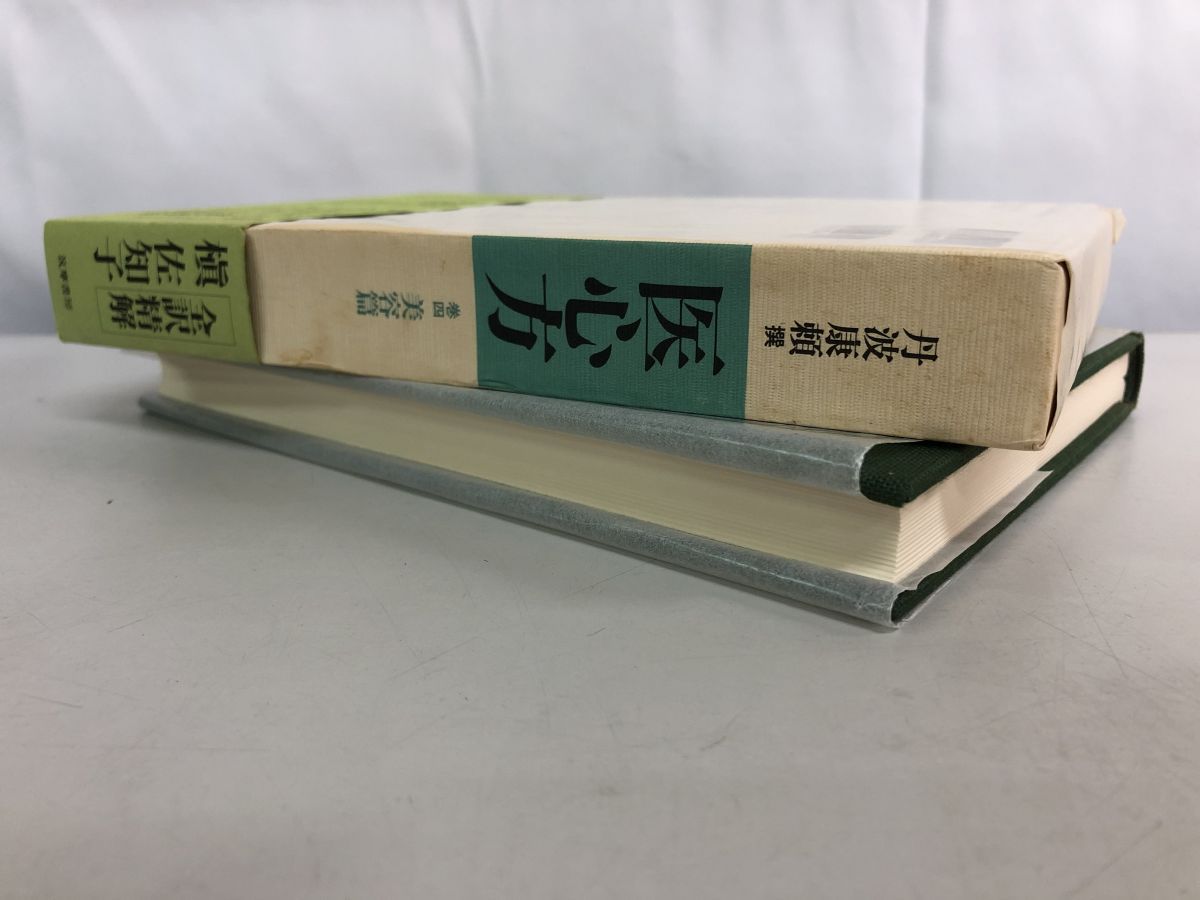 丹波康頼 撰
医心方
巻四 美容篇
槇佐知子
全訳精解
筑摩書房